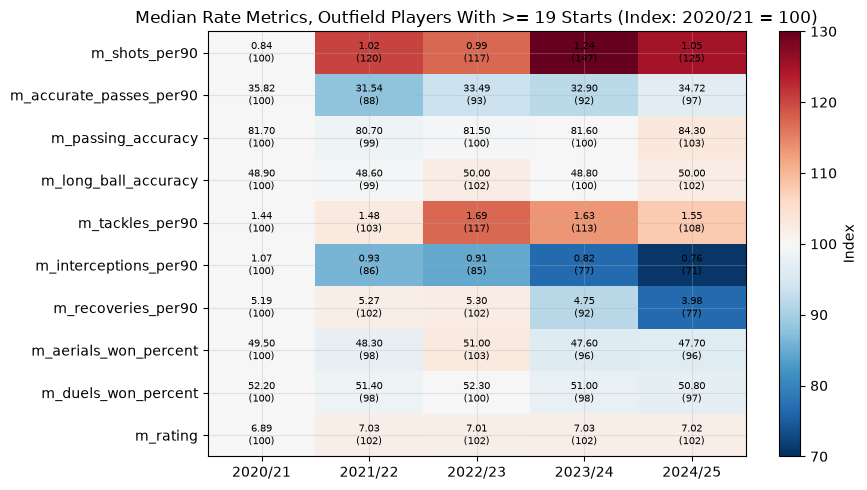 Median Rate Metrics, Outfield Players With >= 19 Starts (Index: 2020/21 = 100)
m_shots_per90 0.84 1.02 0.99 1.24 1.05
(100) (120) (117) (147) (125)
m_accurate_passes_per90 35.82 31.54 33.49 32.90 34.72
(100) (88) (93) (92) (97)
m_passing_accuracy 81.70 80.70 81.50 81.60 84.30
(100) (99) (100) (100) (103)
m_long_ball_accuracy 48.90 48.60 50.00 48.80 50.00
(100) (99) (102) (100) (102)
m_tackles_per90 1.44 1.48 1.69 1.63 1.55
(100) (103) (117) (113) (108)
m_interceptions_per90 1.07 0.93 0.91 0.82 0.76
(100) (86) (85) (77) (71)
m_recoveries_per90 5.19 5.27 5.30 4.75 3.98
(100) (102) (102) (92) (77)
m_aerials_won_percent 49.50 48.30 51.00 47.60 47.70
(100) (98) (103) (96) (96)
m_duels_won_percent 52.20 51.40 52.30 51.00 50.80
(100) (98) (100) (98) (97)
m_rating 6.89 7.03 7.01 7.03 7.02
(100) (102) (102) (102) (102)
2020/21 2021/22 2022/23 2023/24 2024/25
130
120
110
100
90
80
70
Index